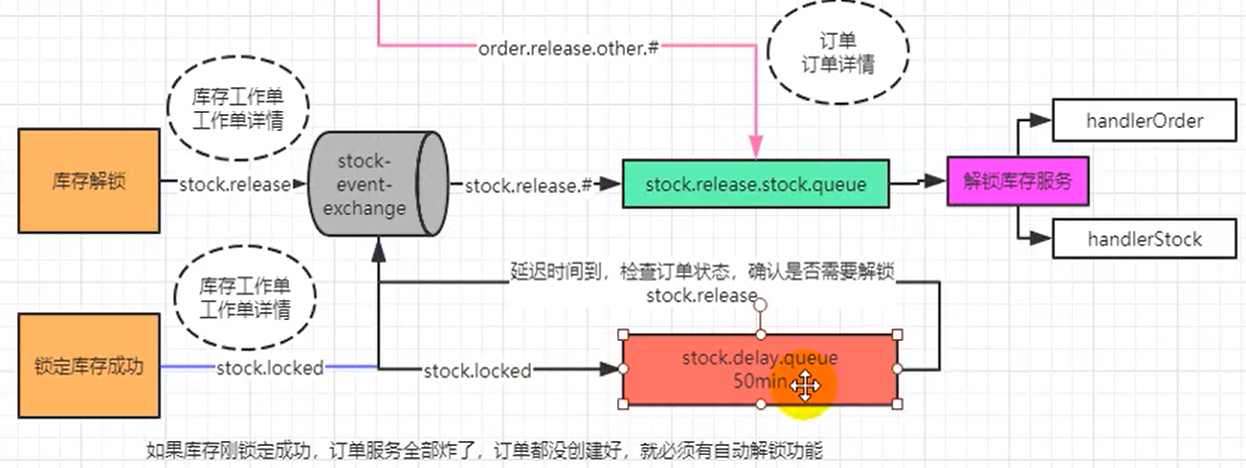 order.release.other.#
订单
订单详情
库存工作单
工作单详情
handlerOrder
库存解锁
stock.release
stock-
event-
exchange
stock.release.#
stock.release.stock.queue
解锁库存服务
handlerStock
库存工作单
工作单详情
延迟时间到，检查订单状态，确认是否需要解锁
stock.release
锁定库存成功
stock.locked
stock.locked
stock.delay.queue
50min
如果库存刚锁定成功，订单服务全部炸了，订单都没创建好，就必须有自动解锁功能